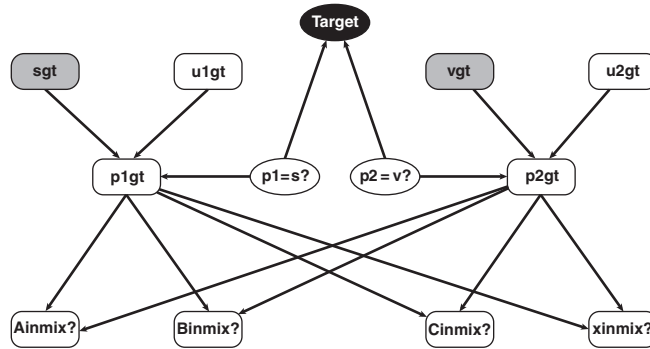 Target
sgt
u1gt
vgt
u2gt
p1gt
p1=s?
p2=v?
p2gt
Ainmix?
Binmix?
Cinmix?
xinmix?